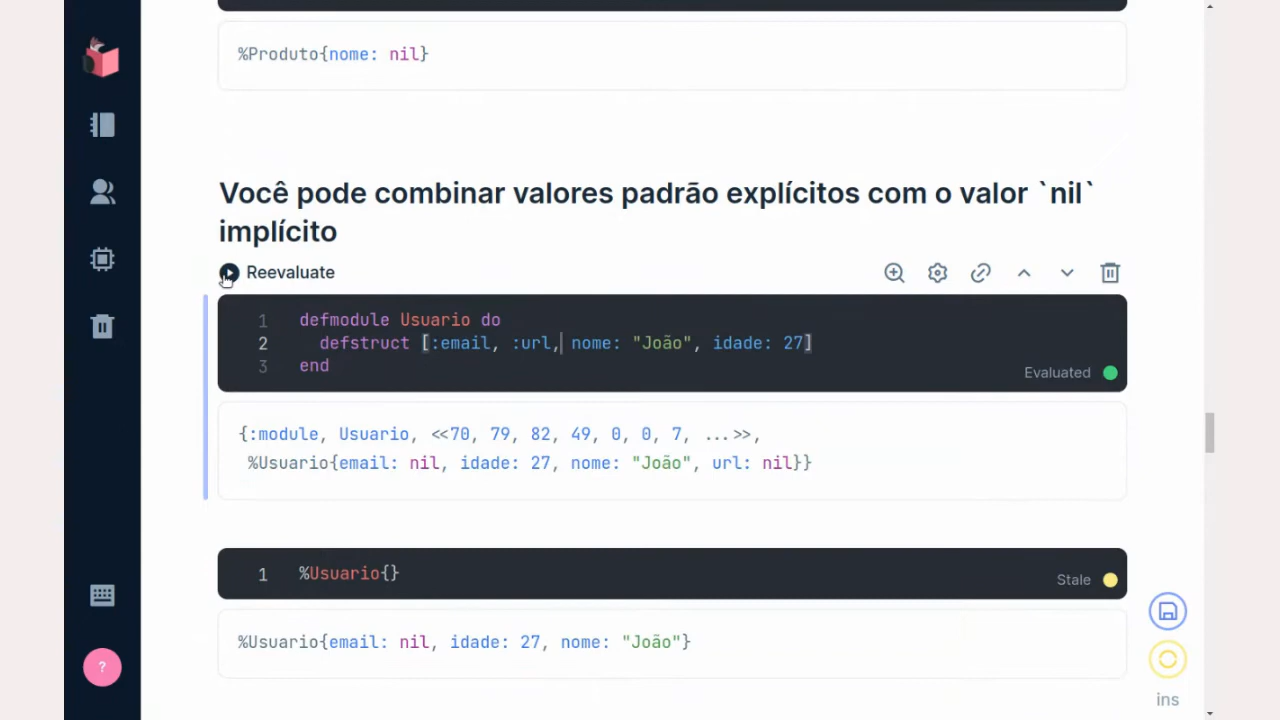 %Produto{nome: nil}
Você pode combinar valores padrão explícitos com o valor `nil`
implícito
Reevaluate
1 defmodule Usuario do
2 defstruct [:email, :url, nome: "João", idade: 27]
3 end
Evaluated
{:module, Usuario, <<70, 79, 82, 49, 0, 0, 7, ...>>,
%Usuario{email: nil, idade: 27, nome: "João", url: nil}}
1 %Usuario{}
Stale
%Usuario{email: nil, idade: 27, nome: "João"}
?
ins